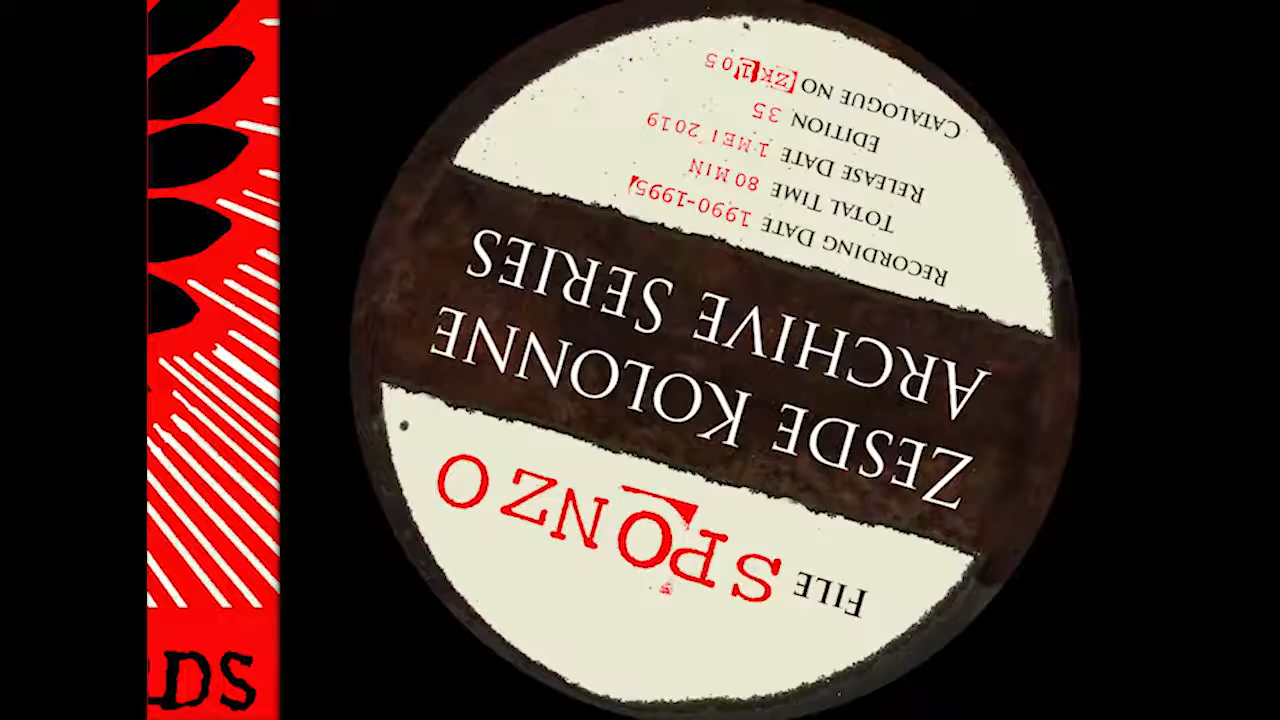 FILE SPONZO
ZESDE KOLONNE
ARCHIVE SERIES
RECORDING DATE 1990-1995
TOTAL TIME 80 MIN
RELEASE DATE 1 MEI 2019
EDITION 35
CATALOGUE NO ZK105
RDS